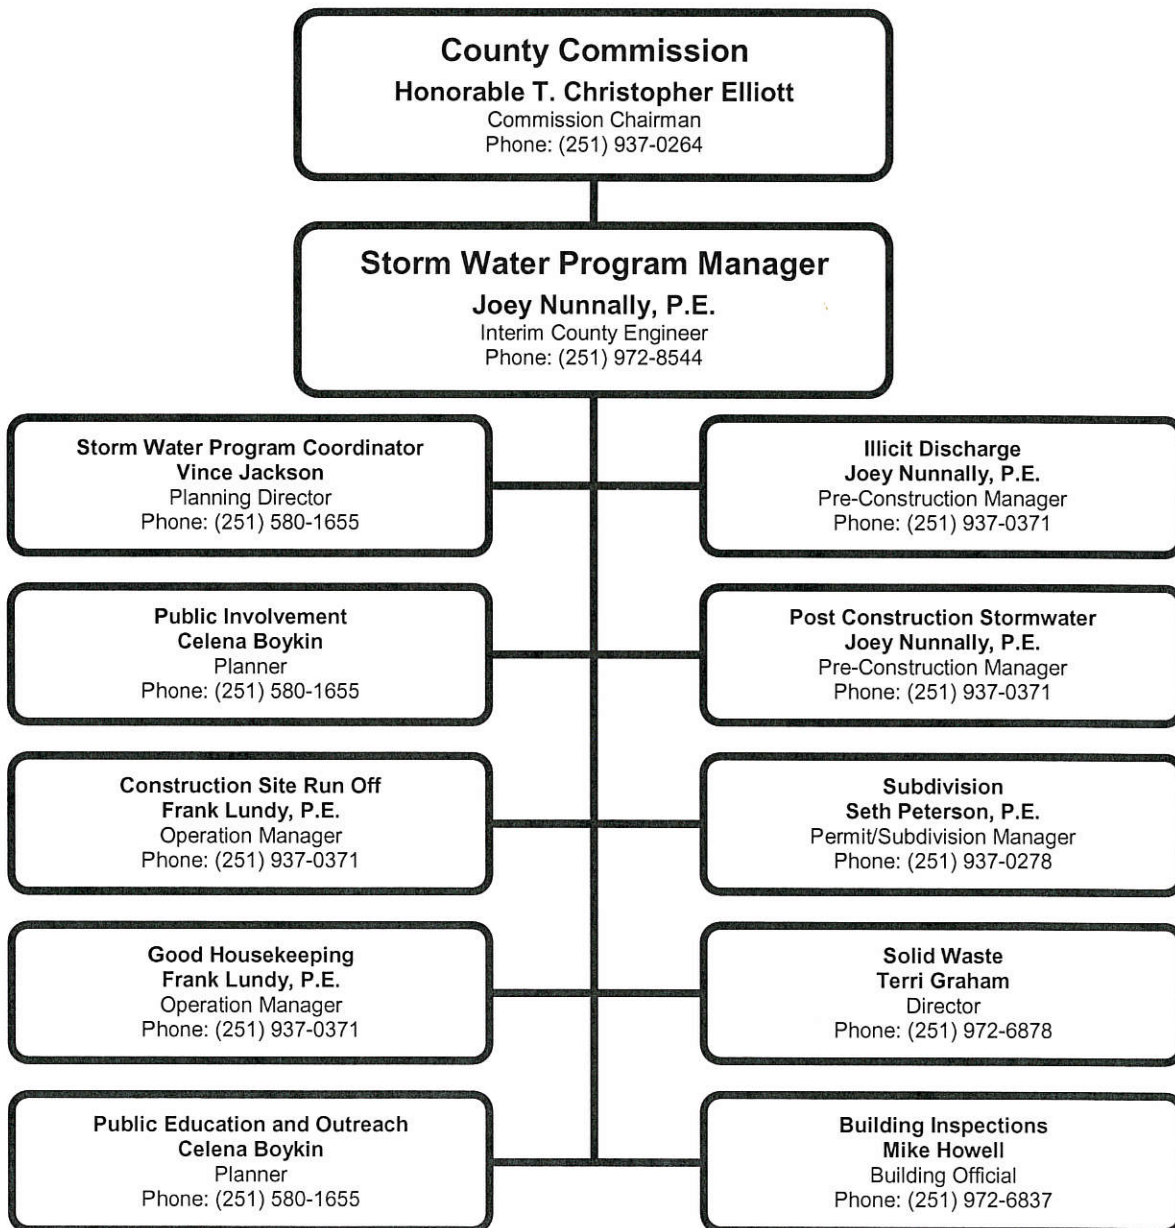 County Commission
Honorable T. Christopher Elliott
Commission Chairman
Phone: (251) 937-0264
Storm Water Program Manager
Joey Nunnally, P.E.
Interim County Engineer
Phone: (251) 972-8544
Storm Water Program Coordinator
Vince Jackson
Planning Director
Phone: (251) 580-1655
Illicit Discharge
Joey Nunnally, P.E.
Pre-Construction Manager
Phone: (251) 937-0371
Public Involvement
Celena Boykin
Planner
Phone: (251) 580-1655
Post Construction Stormwater
Joey Nunnally, P.E.
Pre-Construction Manager
Phone: (251) 937-0371
Construction Site Run Off
Frank Lundy, P.E.
Operation Manager
Phone: (251) 937-0371
Subdivision
Seth Peterson, P.E.
Permit/Subdivision Manager
Phone: (251) 937-0278
Good Housekeeping
Frank Lundy, P.E.
Operation Manager
Phone: (251) 937-0371
Solid Waste
Terri Graham
Director
Phone: (251) 972-6878
Public Education and Outreach
Celena Boykin
Planner
Phone: (251) 580-1655
Building Inspections
Mike Howell
Building Official
Phone: (251) 972-6837